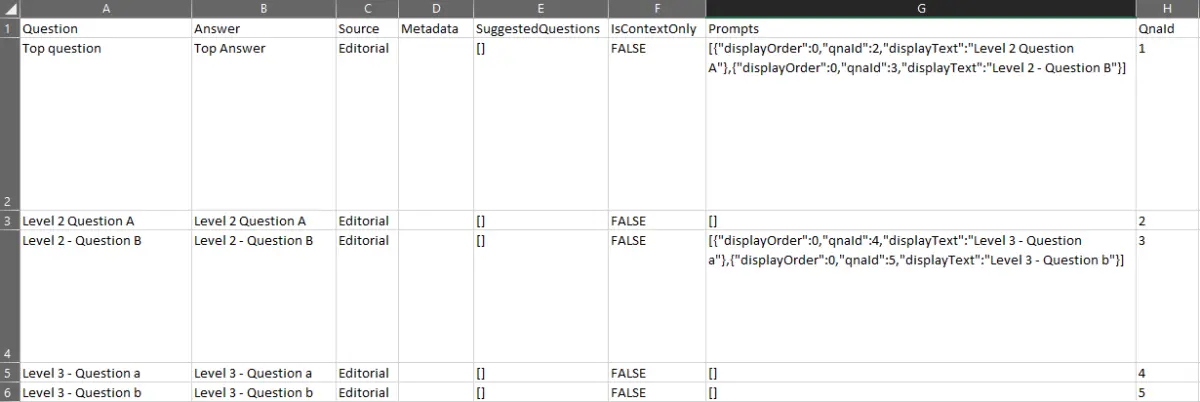 A B C D E F G H
1 Question Answer Source Metadata SuggestedQuestions IsContextOnly Prompts QnaId
Top question Top Answer Editorial [] FALSE [{"displayOrder":0,"qnaId":2,"displayText":"Level 2 Question 1
A"},{"displayOrder":0,"qnaId":3,"displayText":"Level 2 - Question B"}]
2
3 Level 2 Question A Level 2 Question A Editorial [] FALSE [] 2
Level 2 - Question B Level 2 - Question B Editorial [] FALSE [{"displayOrder":0,"qnaId":4,"displayText":"Level 3 - Question 3
a"},{"displayOrder":0,"qnaId":5,"displayText":"Level 3 - Question b"}]
4
5 Level 3 - Question a Level 3 - Question a Editorial [] FALSE [] 4
6 Level 3 - Question b Level 3 - Question b Editorial [] FALSE [] 5